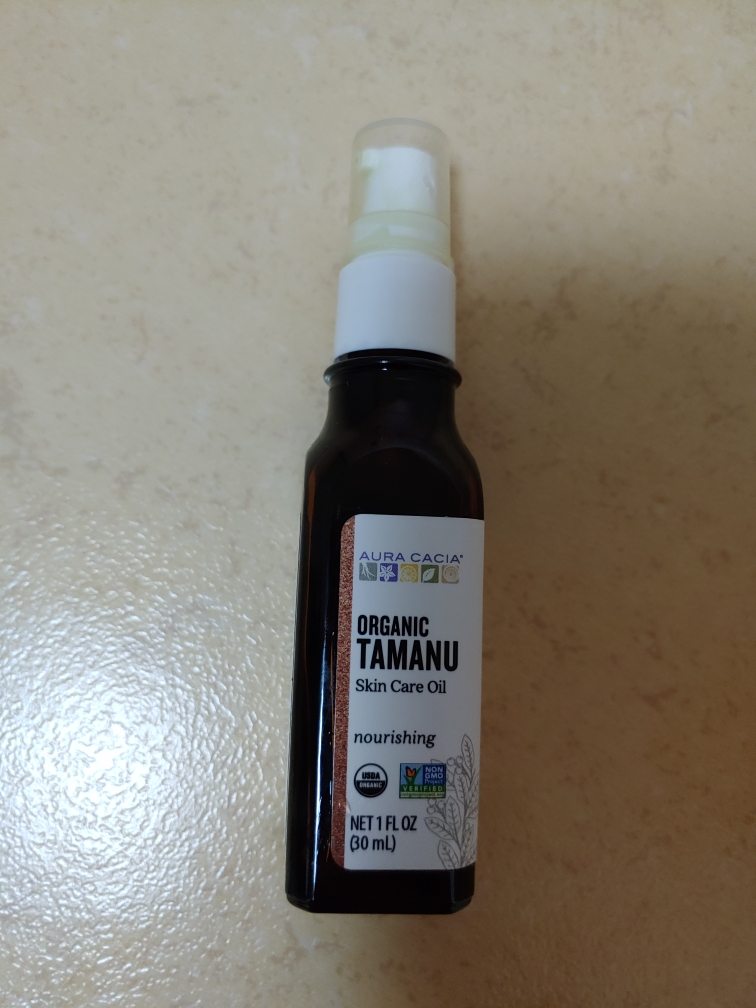 AURA CACIA®
ORGANIC
TAMANU
Skin Care Oil
nourishing
USDA
ORGANIC
NON
GMO
Project
VERIFIED
NET 1 FL OZ
(30 mL)